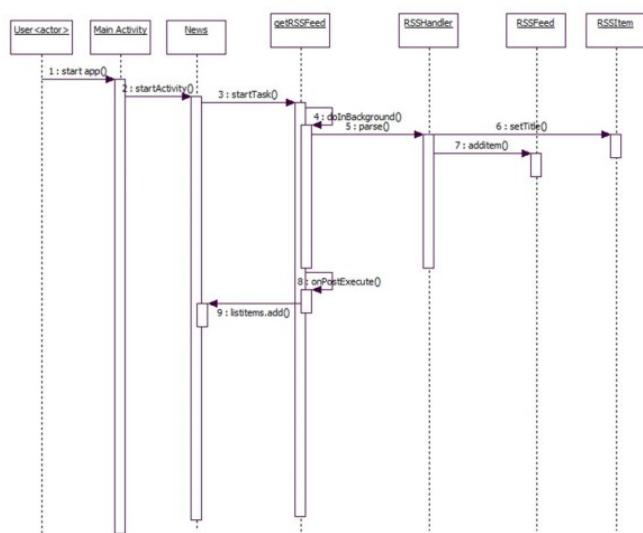 User<actor>
Main Activity
News
getRSSFeed
RSSHandler
RSSFeed
RSSItem
1 : start app()
2 : startActivity()
3 : startTask()
4 : doInBackground()
5 : parse()
6 : setTitle()
7 : additem()
8 : onPostExecute()
9 : listitems.add()